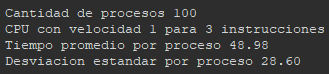 Cantidad de procesos 100
CPU con velocidad 1 para 3 instrucciones
Tiempo promedio por proceso 48.98
Desviacion estandar por proceso 28.60